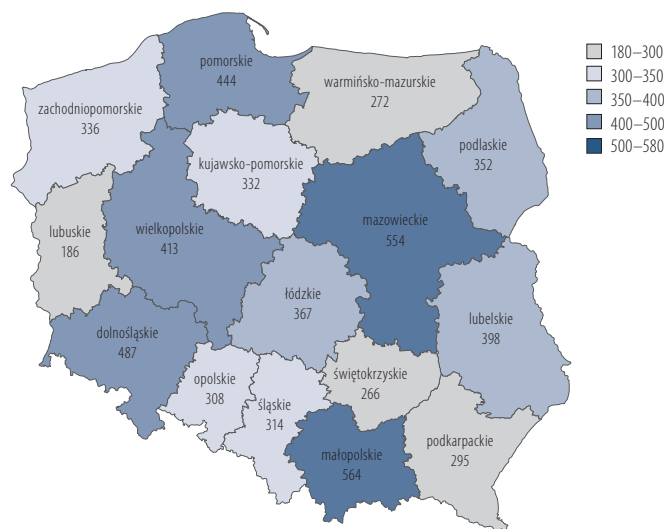 pomorskie
444
warmińsko-mazurskie
272
zachodniopomorskie
336
podlaskie
352
kujawsko-pomorskie
332
mazowieckie
554
wielkopolskie
413
lubuskie
186
łódzkie
367
lubelskie
398
dolnośląskie
487
opolskie
308
śląskie
314
świętokrzyskie
266
małopolskie
564
podkarpackie
295
180–300
300–350
350–400
400–500
500–580